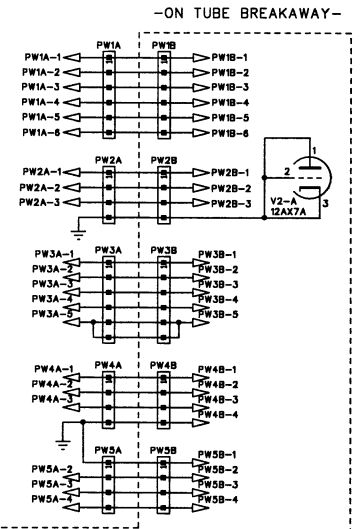 -ON TUBE BREAKAWAY-
PW1A PW1B
PW1A-1 PW1B-1
PW1A-2 PW1B-2
PW1A-3 PW1B-3
PW1A-4 PW1B-4
PW1A-5 PW1B-5
PW1A-6 PW1B-6
1
2
3
V2-A
12AX7A
PW2A PW2B
PW2A-1 PW2B-1
PW2A-2 PW2B-2
PW2A-3 PW2B-3
PW3A PW3B
PW3A-1 PW3B-1
PW3A-2 PW3B-2
PW3A-3 PW3B-3
PW3A-4 PW3B-4
PW3A-5 PW3B-5
PW4A PW4B
PW4A-1 PW4B-1
PW4A-2 PW4B-2
PW4A-3 PW4B-3
PW4B-4
PW5A PW5B
PW5B-1
PW5A-2 PW5B-2
PW5A-3 PW5B-3
PW5A-4 PW5B-4